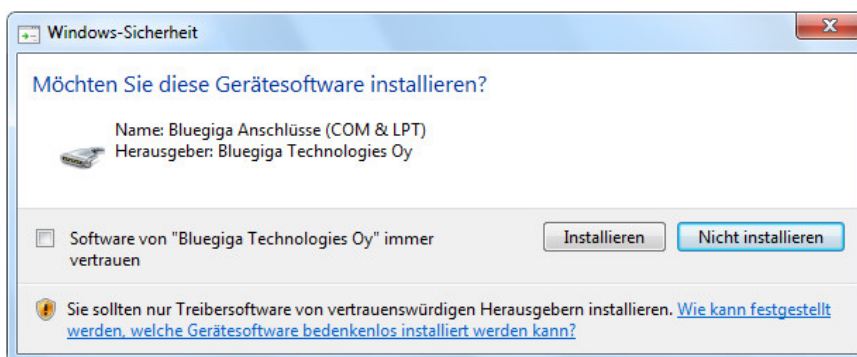 Windows-Sicherheit
Möchten Sie diese Gerätesoftware installieren?
Name: Bluegiga Anschlüsse (COM & LPT)
Herausgeber: Bluegiga Technologies Oy
Software von "Bluegiga Technologies Oy" immer
vertrauen
Installieren
Nicht installieren
Sie sollten nur Treibersoftware von vertrauenswürdigen Herausgebern installieren. Wie kann festgestellt
werden, welche Gerätesoftware bedenkenlos installiert werden kann?